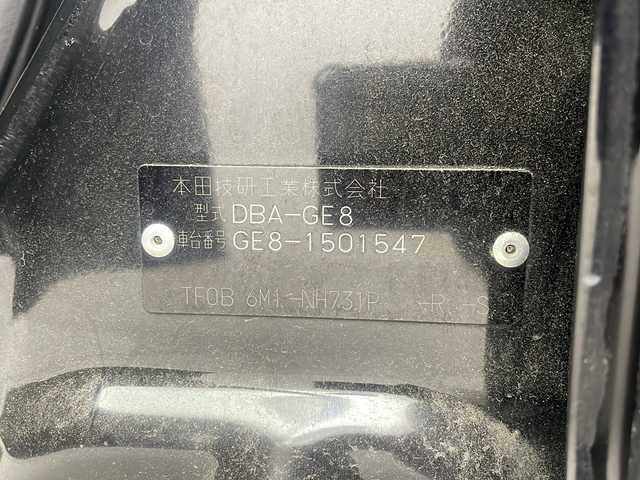 本田技研工業株式会社
型式 DBA-GE8
車台番号 GE8-1501547
TF0B 6M1 -NH731P -R -S